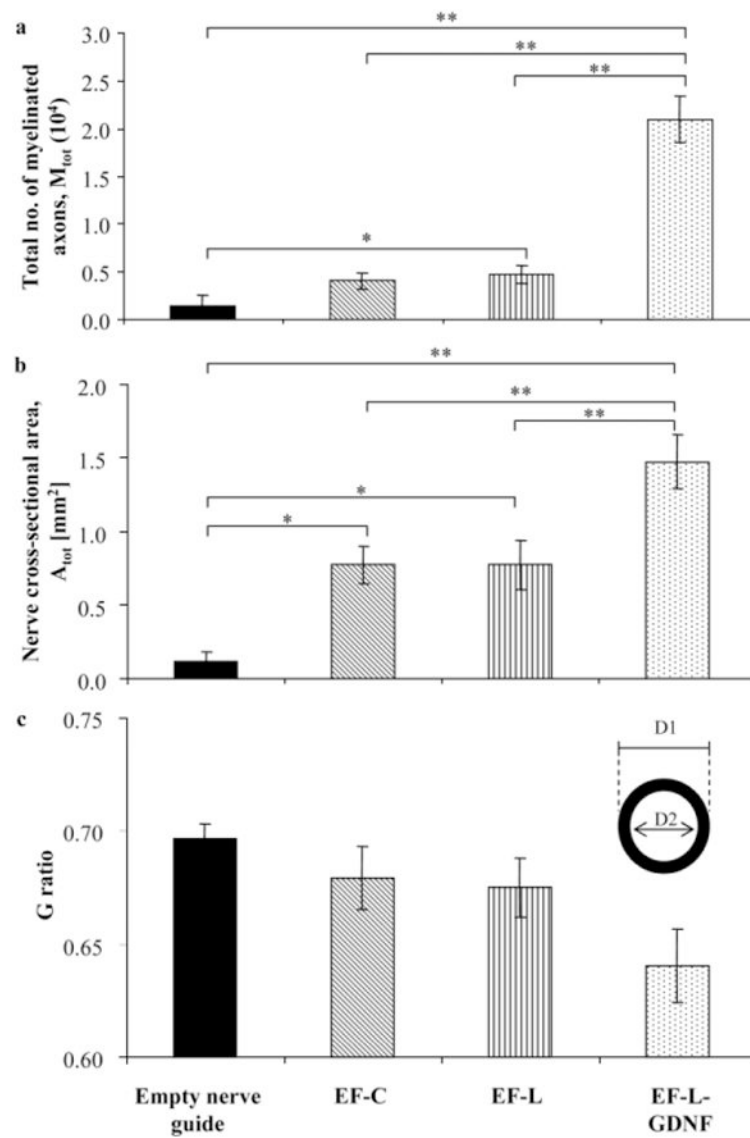 a
**
**
**
*
Total no. of myelinated
axons, Mtot (10⁴)
3.0
2.5
2.0
1.5
1.0
0.5
0.0
b
**
**
**
*
*
Nerve cross-sectional area,
Atot [mm²]
2.0
1.5
1.0
0.5
0.0
c
G ratio
0.75
0.70
0.65
0.60
D1
D2
Empty nerve
guide
EF-C
EF-L
EF-L-
GDNF